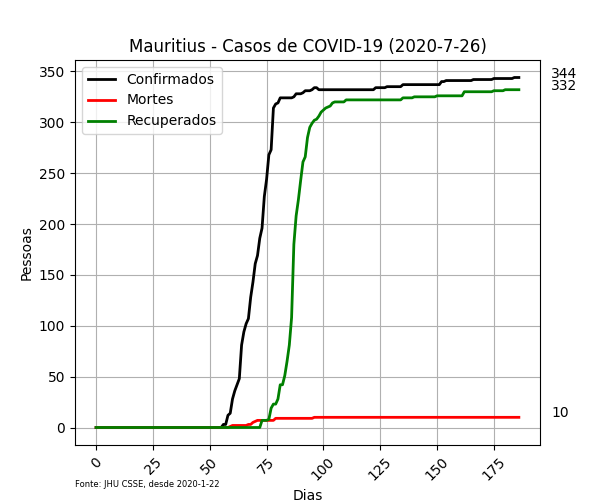 Mauritius - Casos de COVID-19 (2020-7-26)
Confirmados
Mortes
Recuperados
350
300
250
200
150
100
50
0
Pessoas
344
332
10
0
25
50
75
100
125
150
175
Fonte: JHU CSSE, desde 2020-1-22
Dias